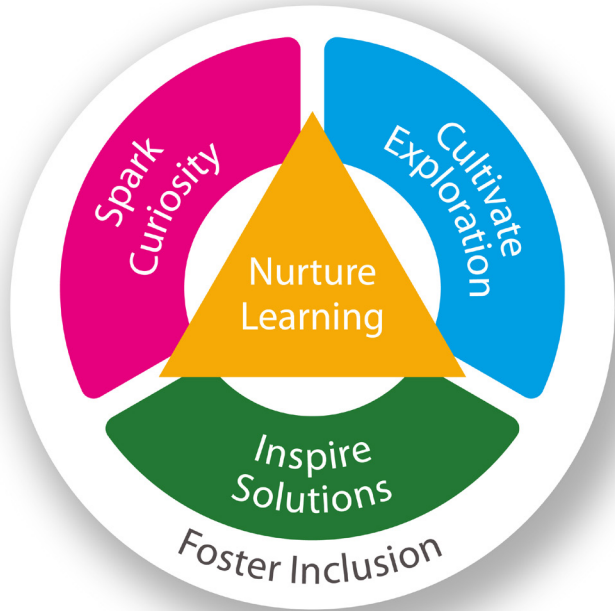 Spark
Curiosity
Cultivate
Exploration
Nurture
Learning
Inspire
Solutions
Foster Inclusion